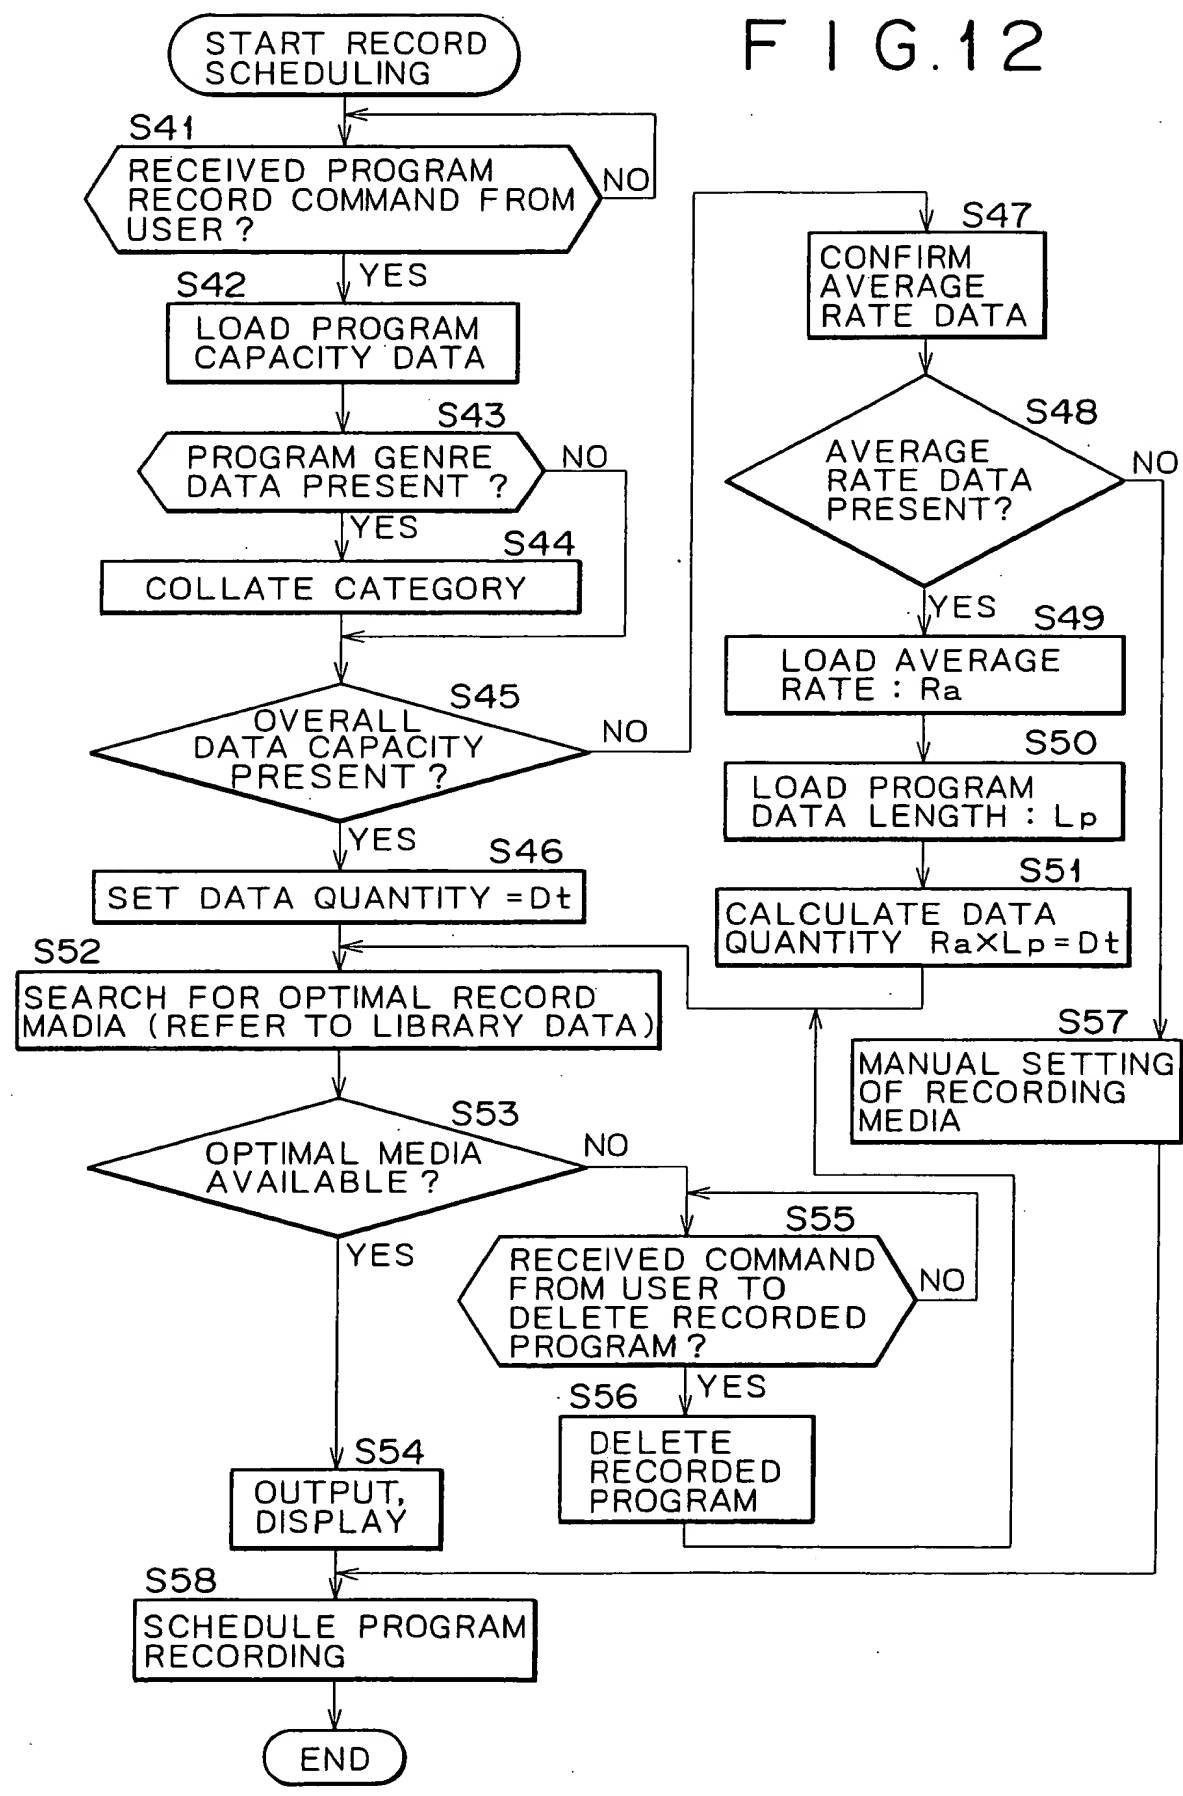 FIG.12
START RECORD
SCHEDULING
S41
RECEIVED PROGRAM
RECORD COMMAND FROM
USER?
NO
YES
S42
LOAD PROGRAM
CAPACITY DATA
S43
PROGRAM GENRE
DATA PRESENT?
NO
YES
S44
COLLATE CATEGORY
S45
OVERALL
DATA CAPACITY
PRESENT?
NO
YES
S46
SET DATA QUANTITY =Dt
S47
CONFIRM
AVERAGE
RATE DATA
S48
AVERAGE
RATE DATA
PRESENT?
NO
YES
S49
LOAD AVERAGE
RATE : Ra
S50
LOAD PROGRAM
DATA LENGTH : Lp
S51
CALCULATE DATA
QUANTITY Ra×Lp=Dt
S52
SEARCH FOR OPTIMAL RECORD
MADIA (REFER TO LIBRARY DATA)
S53
OPTIMAL MEDIA
AVAILABLE?
NO
YES
S57
MANUAL SETTING
OF RECORDING
MEDIA
S55
RECEIVED COMMAND
FROM USER TO
DELETE RECORDED
PROGRAM?
NO
YES
S56
DELETE
RECORDED
PROGRAM
S54
OUTPUT,
DISPLAY
S58
SCHEDULE PROGRAM
RECORDING
END